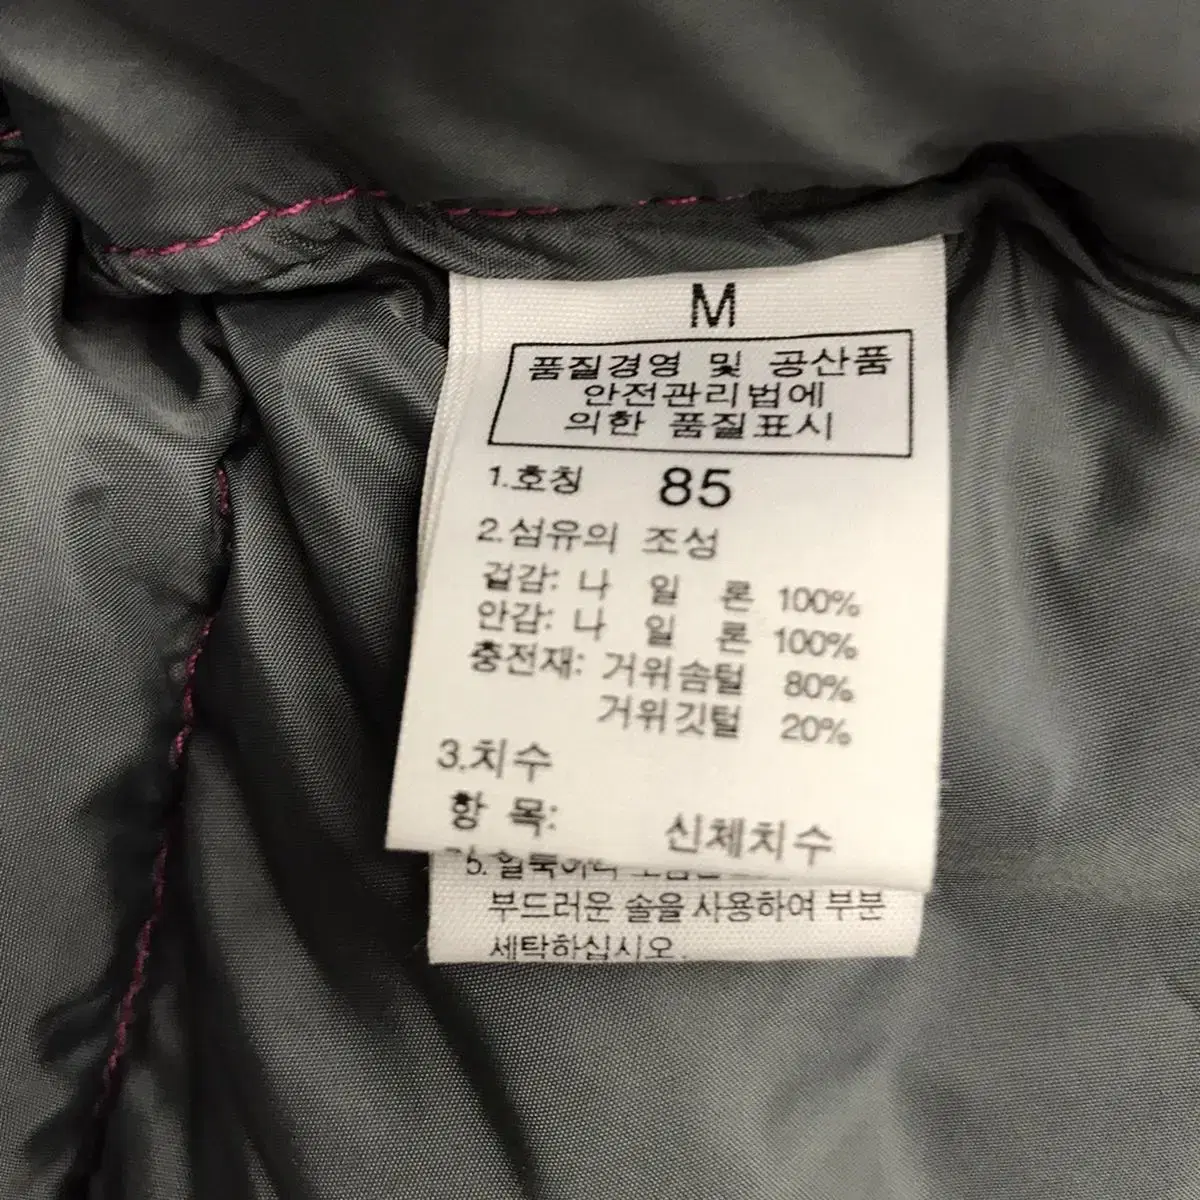 M
품질경영 및 공산품
안전관리법에
의한 품질표시
1.호칭 85
2.섬유의 조성
겉감: 나 일 론 100%
안감: 나 일 론 100%
충전재: 거위솜털 80%
거위깃털 20%
3.치수
항 목: 신체치수
5.
부드러운 솔을 사용하여 부분
세탁하십시오.